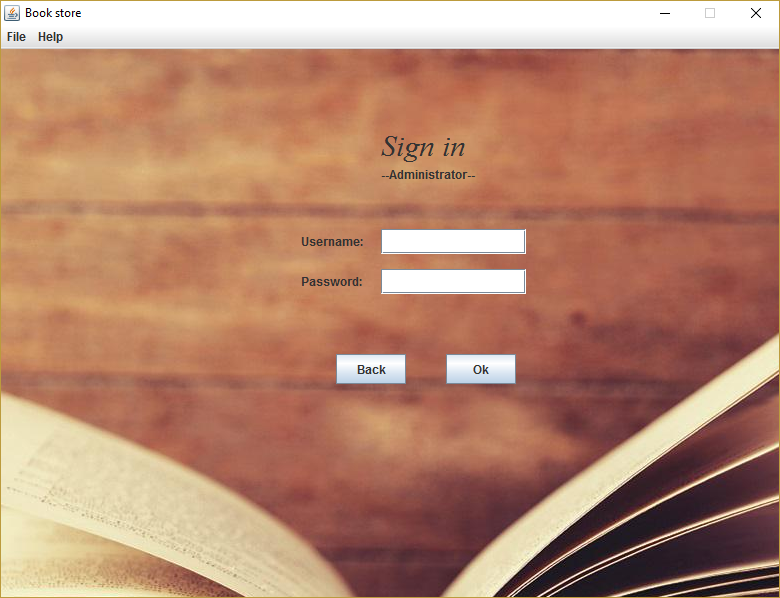 Book store
File Help
Sign in
--Administrator--
Username:
Password:
Back Ok